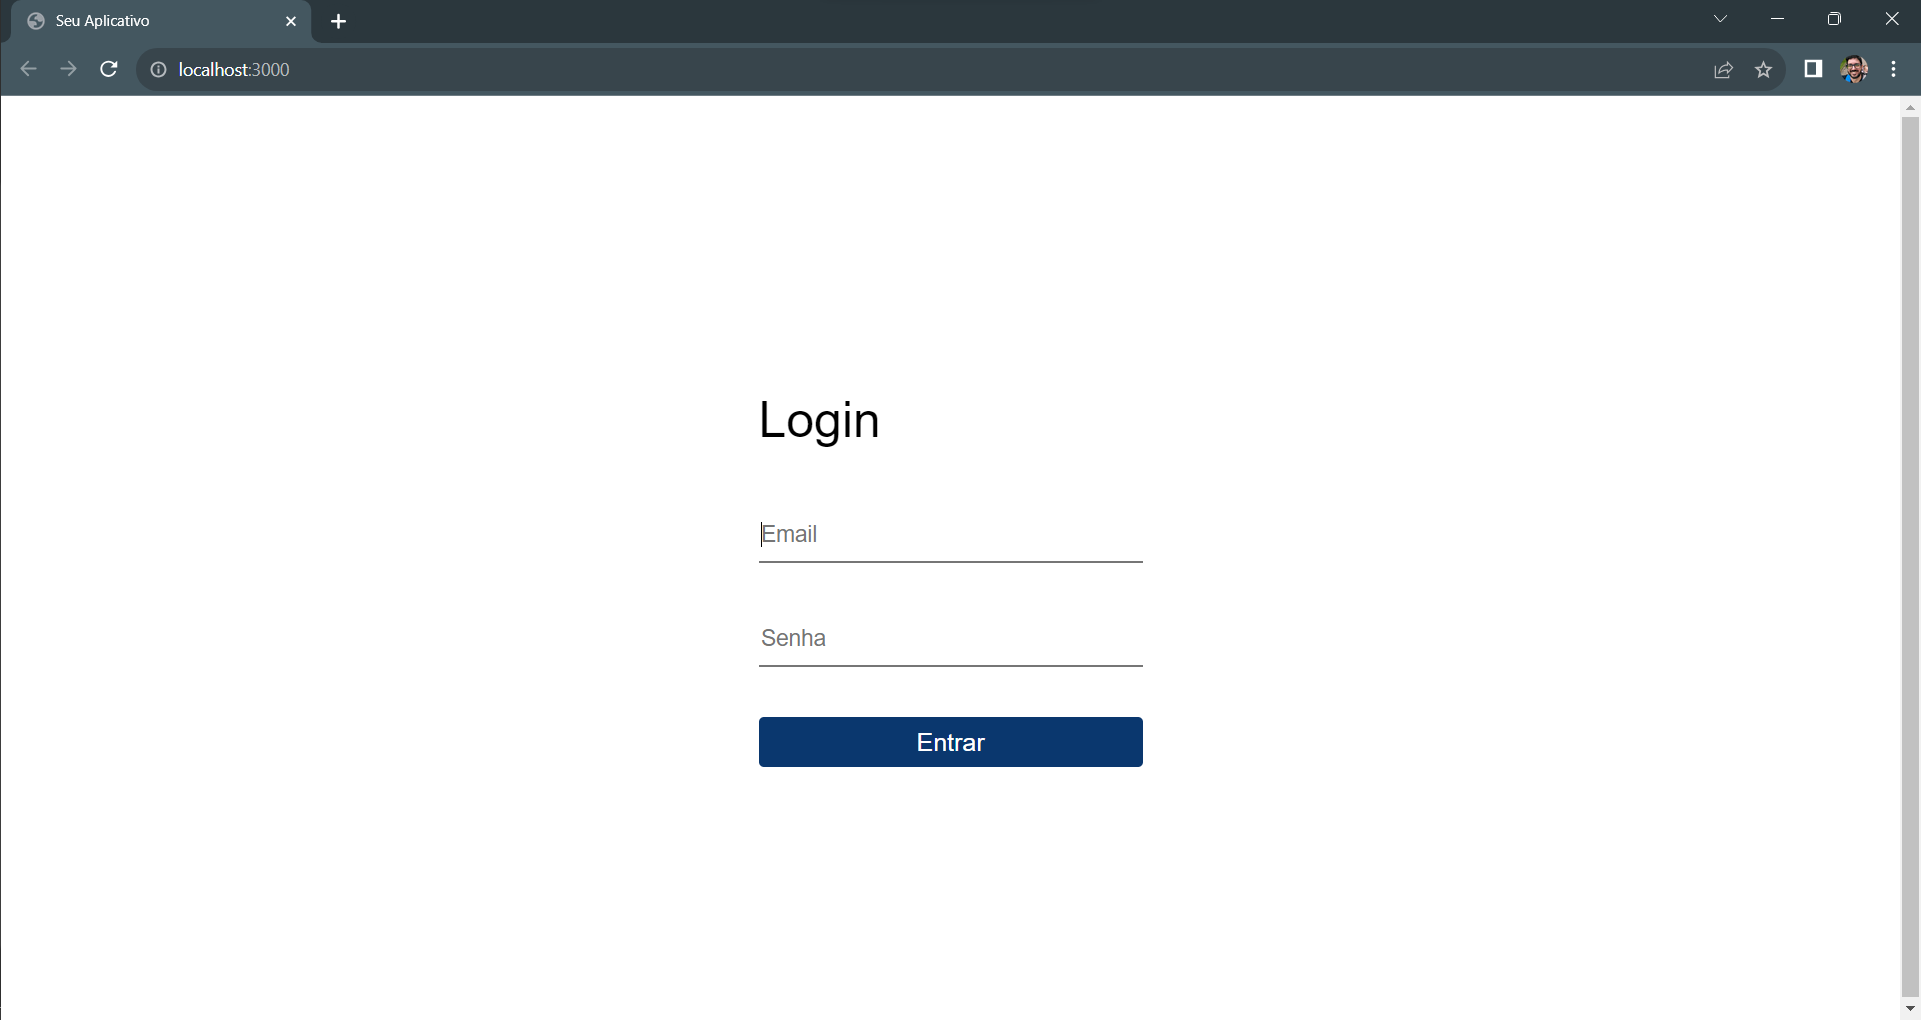 Seu Aplicativo
localhost:3000
Login
Email
Senha
Entrar